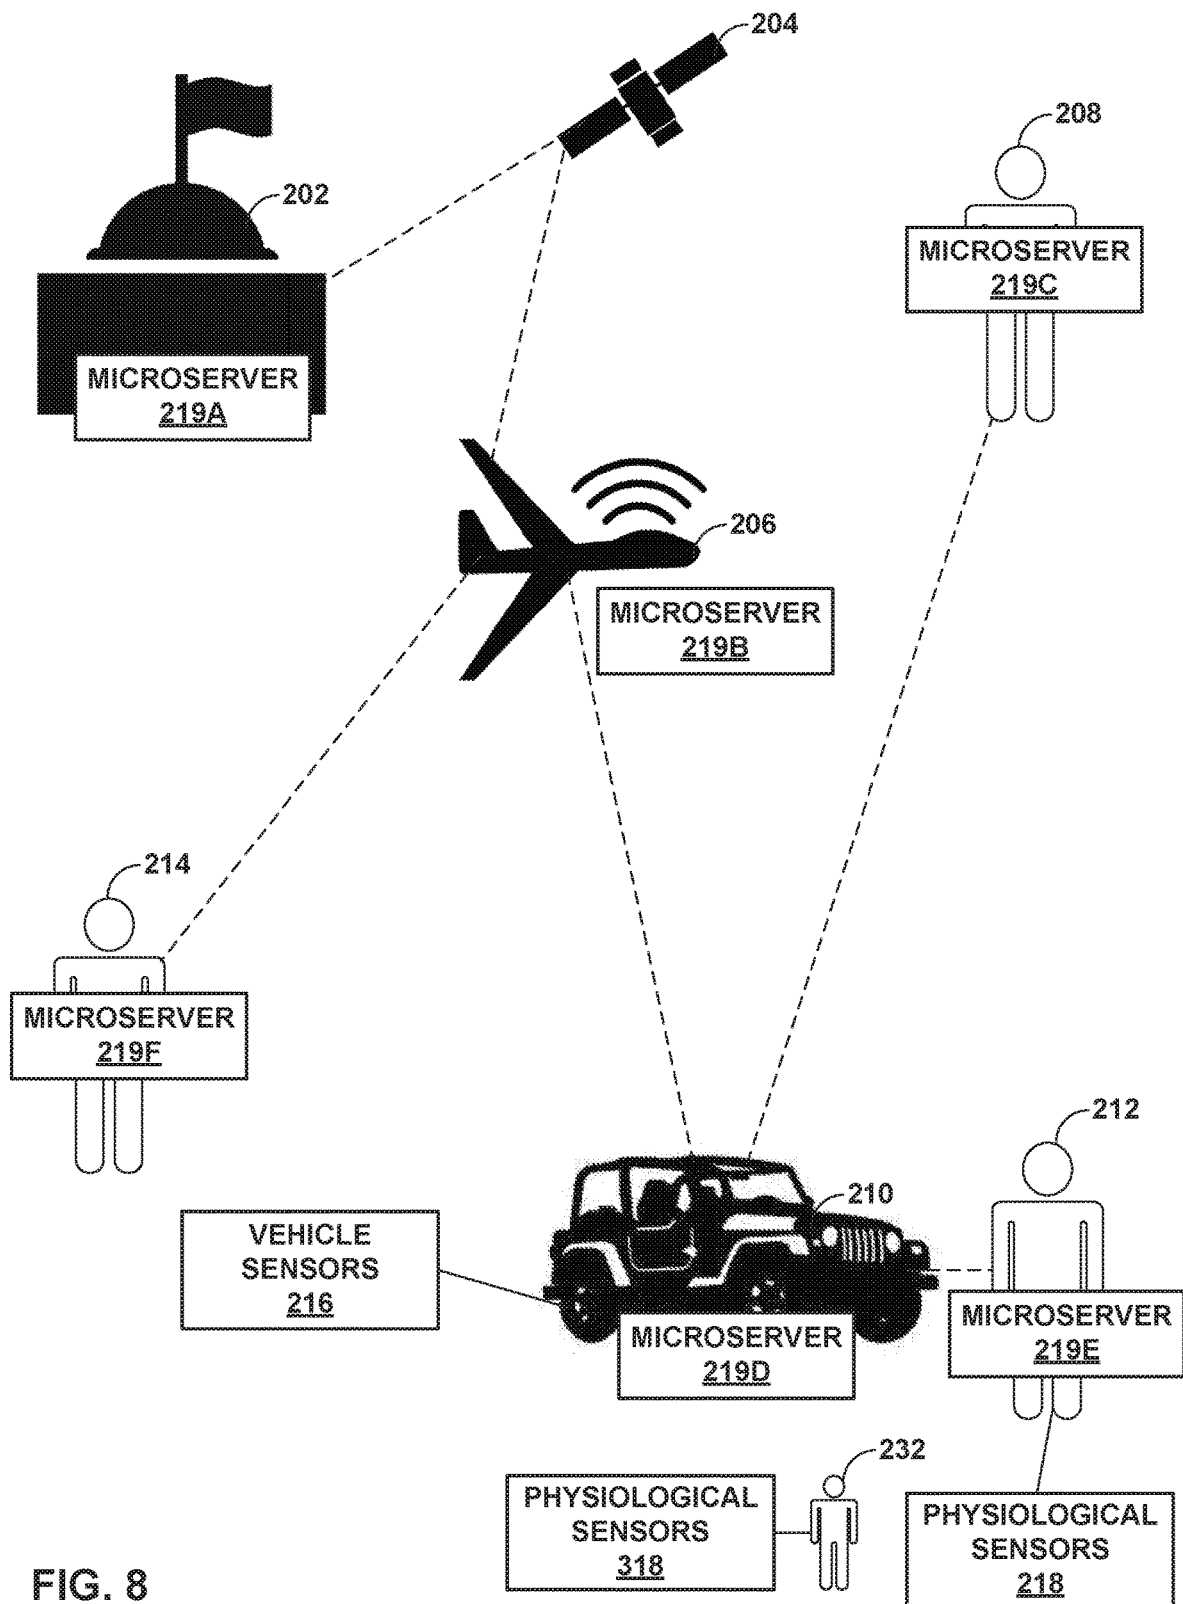 204
208
202
MICROSERVER
219C
MICROSERVER
219A
206
MICROSERVER
219B
214
MICROSERVER
219F
212
210
VEHICLE
SENSORS
216
MICROSERVER
219E
MICROSERVER
219D
232
PHYSIOLOGICAL
SENSORS
318
PHYSIOLOGICAL
SENSORS
218
FIG. 8